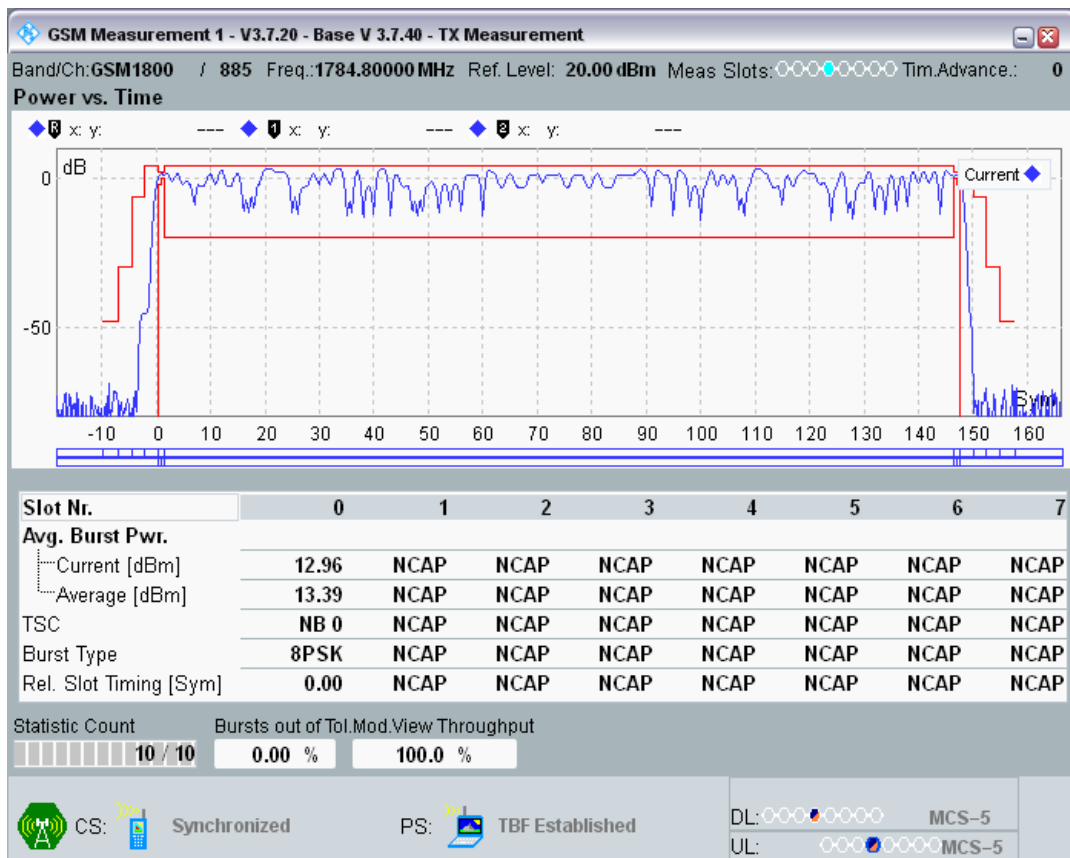 GSM Measurement 1 - V3.7.20 - Base V 3.7.40 - TX Measurement
Band/Ch:GSM1800 / 885 Freq.:1784.80000 MHz Ref. Level: 20.00 dBm Meas Slots: Tim.Advance.: 0
Power vs. Time
R x: y: --- 1 x: y: --- 2 x: y: ---
dB
Current
0
-50
Sym
-10 0 10 20 30 40 50 60 70 80 90 100 110 120 130 140 150 160
Slot Nr. 0 1 2 3 4 5 6 7
Avg. Burst Pwr.
Current [dBm] 12.96 NCAP NCAP NCAP NCAP NCAP NCAP NCAP
Average [dBm] 13.39 NCAP NCAP NCAP NCAP NCAP NCAP NCAP
TSC NB 0 NCAP NCAP NCAP NCAP NCAP NCAP NCAP
Burst Type 8PSK NCAP NCAP NCAP NCAP NCAP NCAP NCAP
Rel. Slot Timing [Sym] 0.00 NCAP NCAP NCAP NCAP NCAP NCAP NCAP
Statistic Count Bursts out of Tol.Mod.View Throughput
10 / 10 0.00 % 100.0 %
CS: Synchronized PS: TBF Established DL: MCS-5
UL: MCS-5